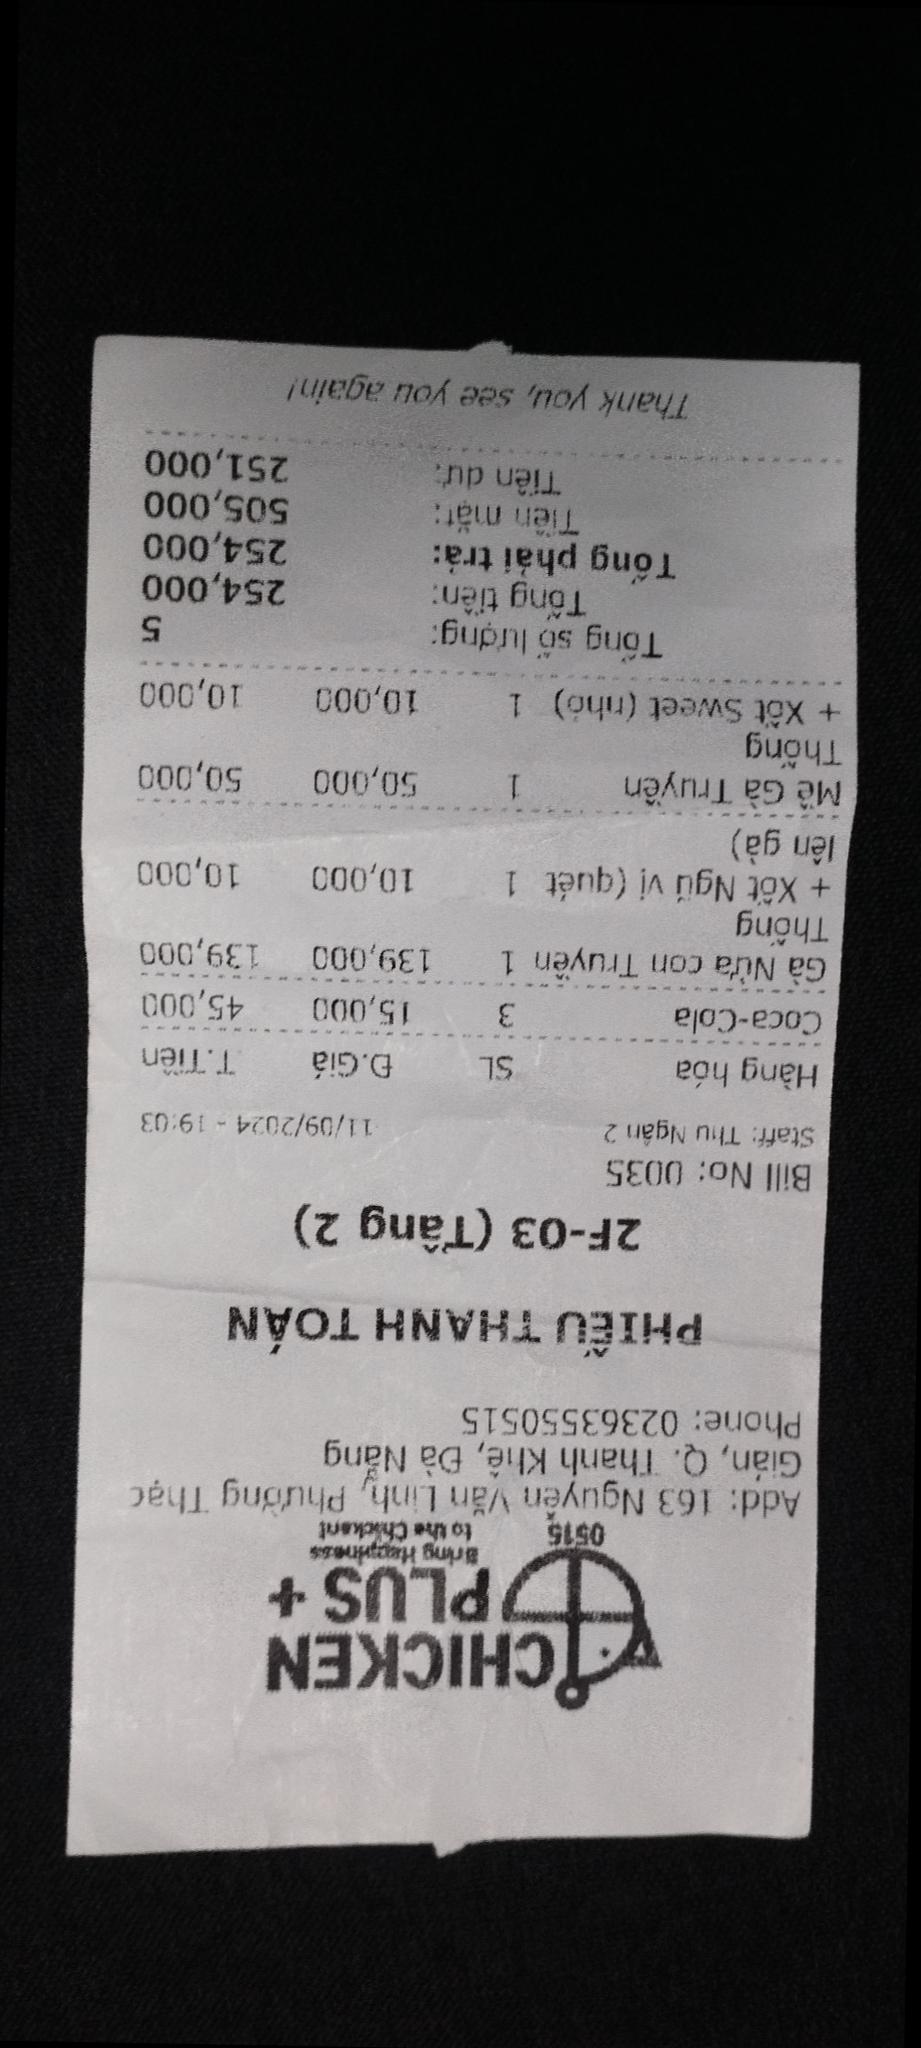 CHICKEN
PLUS +
Bring Happiness
to the Chicken!
0515
Add: 163 Nguyễn Văn Linh, Phường Thạc
Gián, Q. Thanh Khê, Đà Nẵng
Phone: 02363550515
PHIẾU THANH TOÁN
2F-03 (Tầng 2)
Bill No: 0035
Staff: Thu Ngân 2 11/09/2024 - 19:03
Hàng hóa SL Đ.Giá T.Tiền
Coca-Cola 3 15,000 45,000
Gà Nửa con Truyền 1 139,000 139,000
Thống
+ Xốt Ngũ vị (quét 1 10,000 10,000
lên gà)
Mề Gà Truyền 1 50,000 50,000
Thống
+ Xốt Sweet (nhỏ) 1 10,000 10,000
Tổng số lượng: 5
Tổng tiền: 254,000
Tổng phải trả: 254,000
Tiền mặt: 505,000
Tiền dư: 251,000
Thank you, see you again!